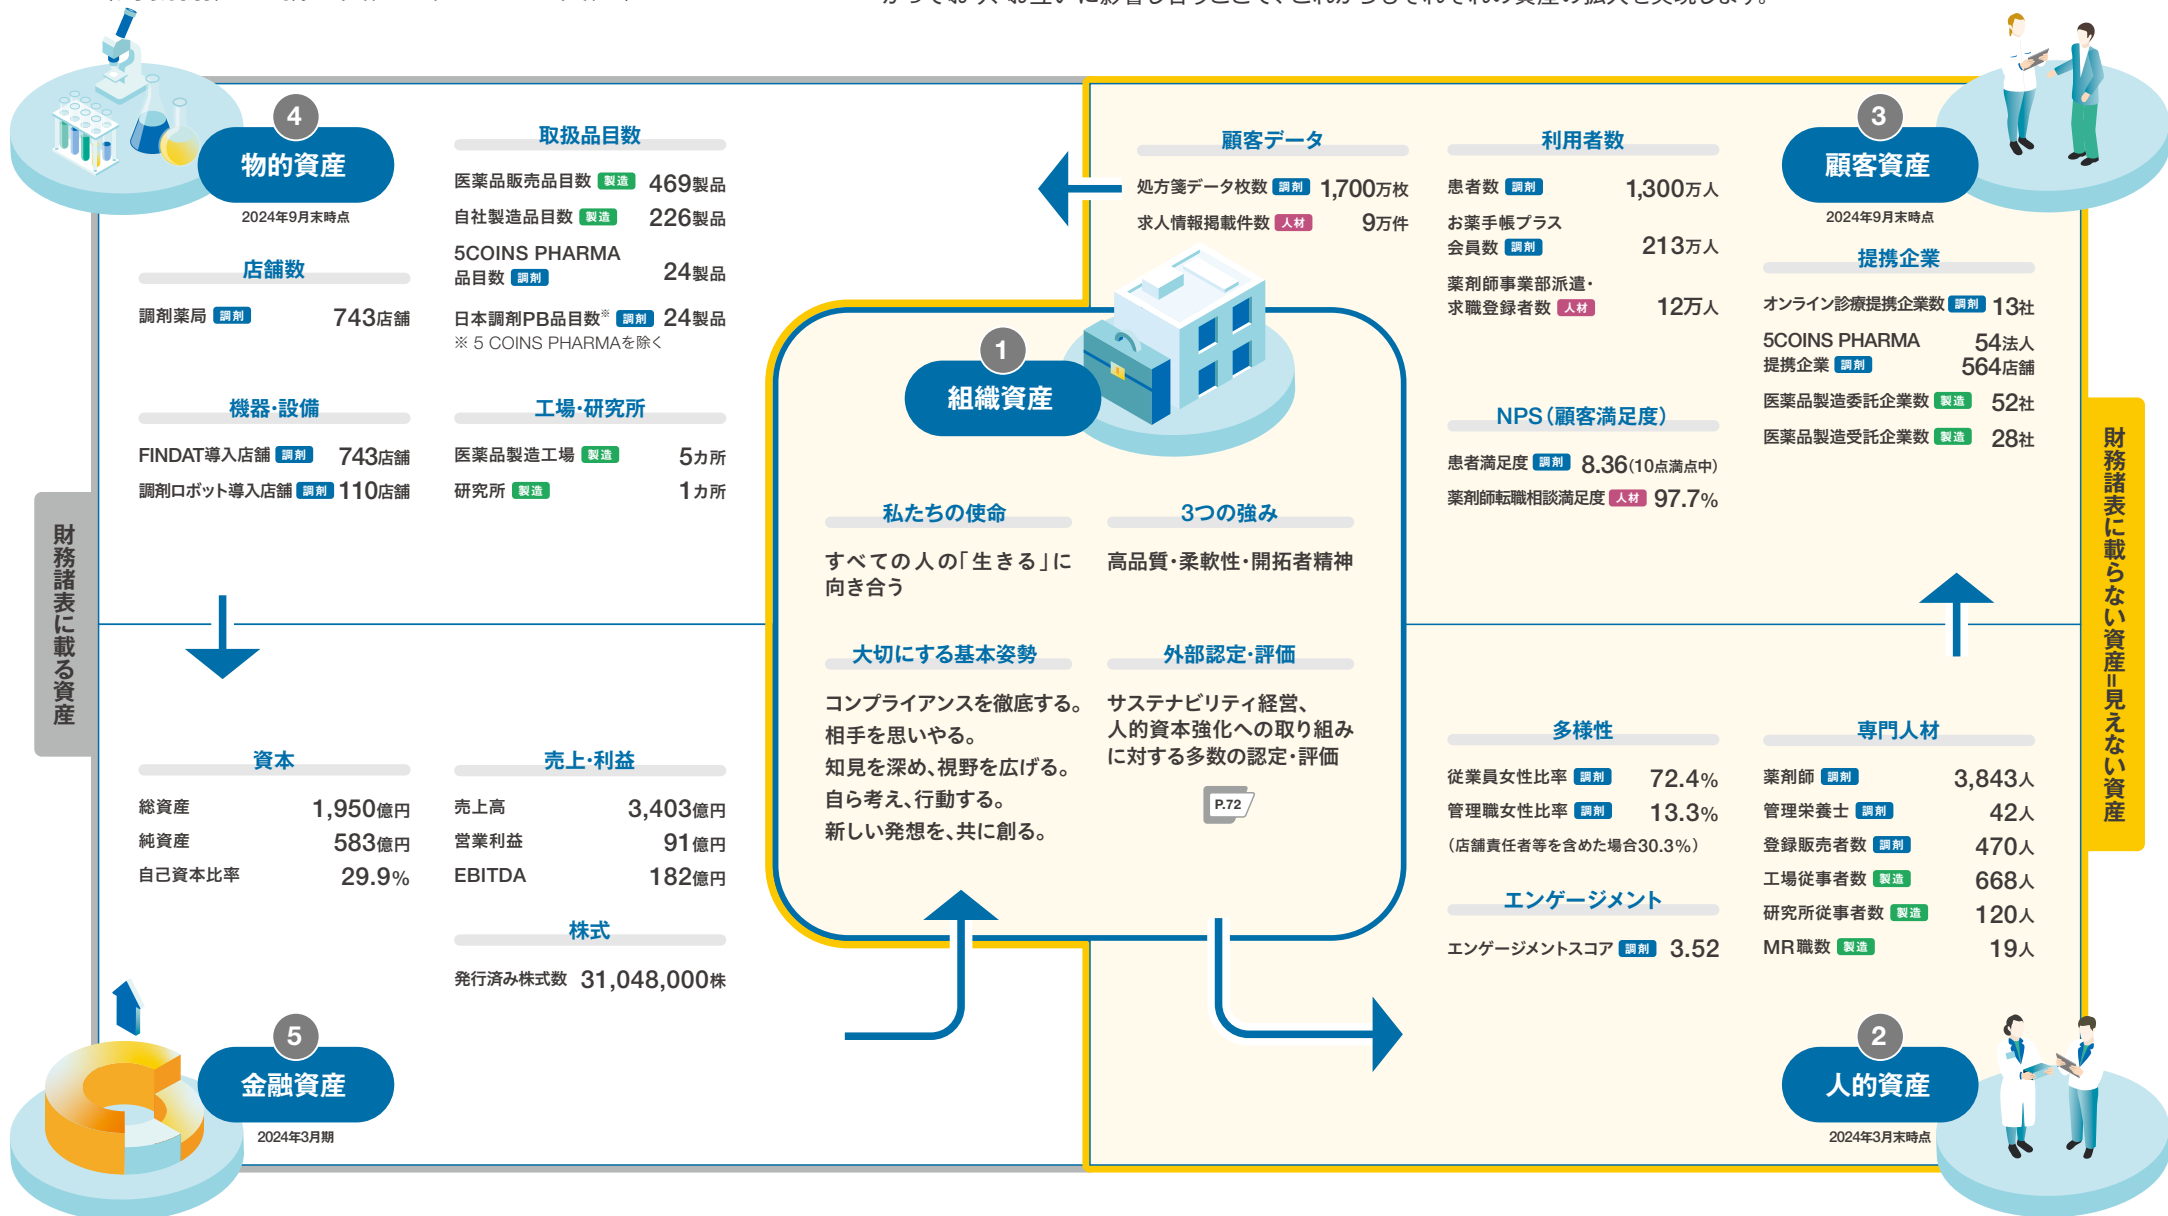 4
物的資産
2024年9月末時点
店舗数
調剤薬局 調剤 743店舗
機器・設備
FINDAT導入店舗 調剤 743店舗
調剤ロボット導入店舗 調剤 110店舗
取扱品目数
医薬品販売品目数 製造 469製品
自社製造品目数 製造 226製品
5COINS PHARMA
品目数 調剤 24製品
日本調剤PB品目数※ 調剤 24製品
※ 5 COINS PHARMAを除く
工場・研究所
医薬品製造工場 製造 5カ所
研究所 製造 1カ所
顧客データ
処方箋データ枚数 調剤 1,700万枚
求人情報掲載件数 人材 9万件
利用者数
患者数 調剤 1,300万人
お薬手帳プラス
会員数 調剤 213万人
薬剤師事業部派遣・
求職登録者数 人材 12万人
NPS(顧客満足度)
患者満足度 調剤 8.36(10点満点中)
薬剤師転職相談満足度 人材 97.7%
3
顧客資産
2024年9月末時点
提携企業
オンライン診療提携企業数 調剤 13社
5COINS PHARMA 54法人
提携企業 調剤 564店舗
医薬品製造委託企業数 製造 52社
医薬品製造受託企業数 製造 28社
1
組織資産
私たちの使命
すべての人の「生きる」に
向き合う
3つの強み
高品質・柔軟性・開拓者精神
大切にする基本姿勢
コンプライアンスを徹底する。
相手を思いやる。
知見を深め、視野を広げる。
自ら考え、行動する。
新しい発想を、共に創る。
外部認定・評価
サステナビリティ経営、
人的資本強化への取り組み
に対する多数の認定・評価
P.72
財務諸表に載る資産
財務諸表に載らない資産=見えない資産
資本
総資産 1,950億円
純資産 583億円
自己資本比率 29.9%
売上・利益
売上高 3,403億円
営業利益 91億円
EBITDA 182億円
株式
発行済み株式数 31,048,000株
5
金融資産
2024年3月期
多様性
従業員女性比率 調剤 72.4%
管理職女性比率 調剤 13.3%
(店舗責任者等を含めた場合30.3%)
エンゲージメント
エンゲージメントスコア 調剤 3.52
専門人材
薬剤師 調剤 3,843人
管理栄養士 調剤 42人
登録販売者数 調剤 470人
工場従事者数 製造 668人
研究所従事者数 製造 120人
MR職数 製造 19人
2
人的資産
2024年3月末時点